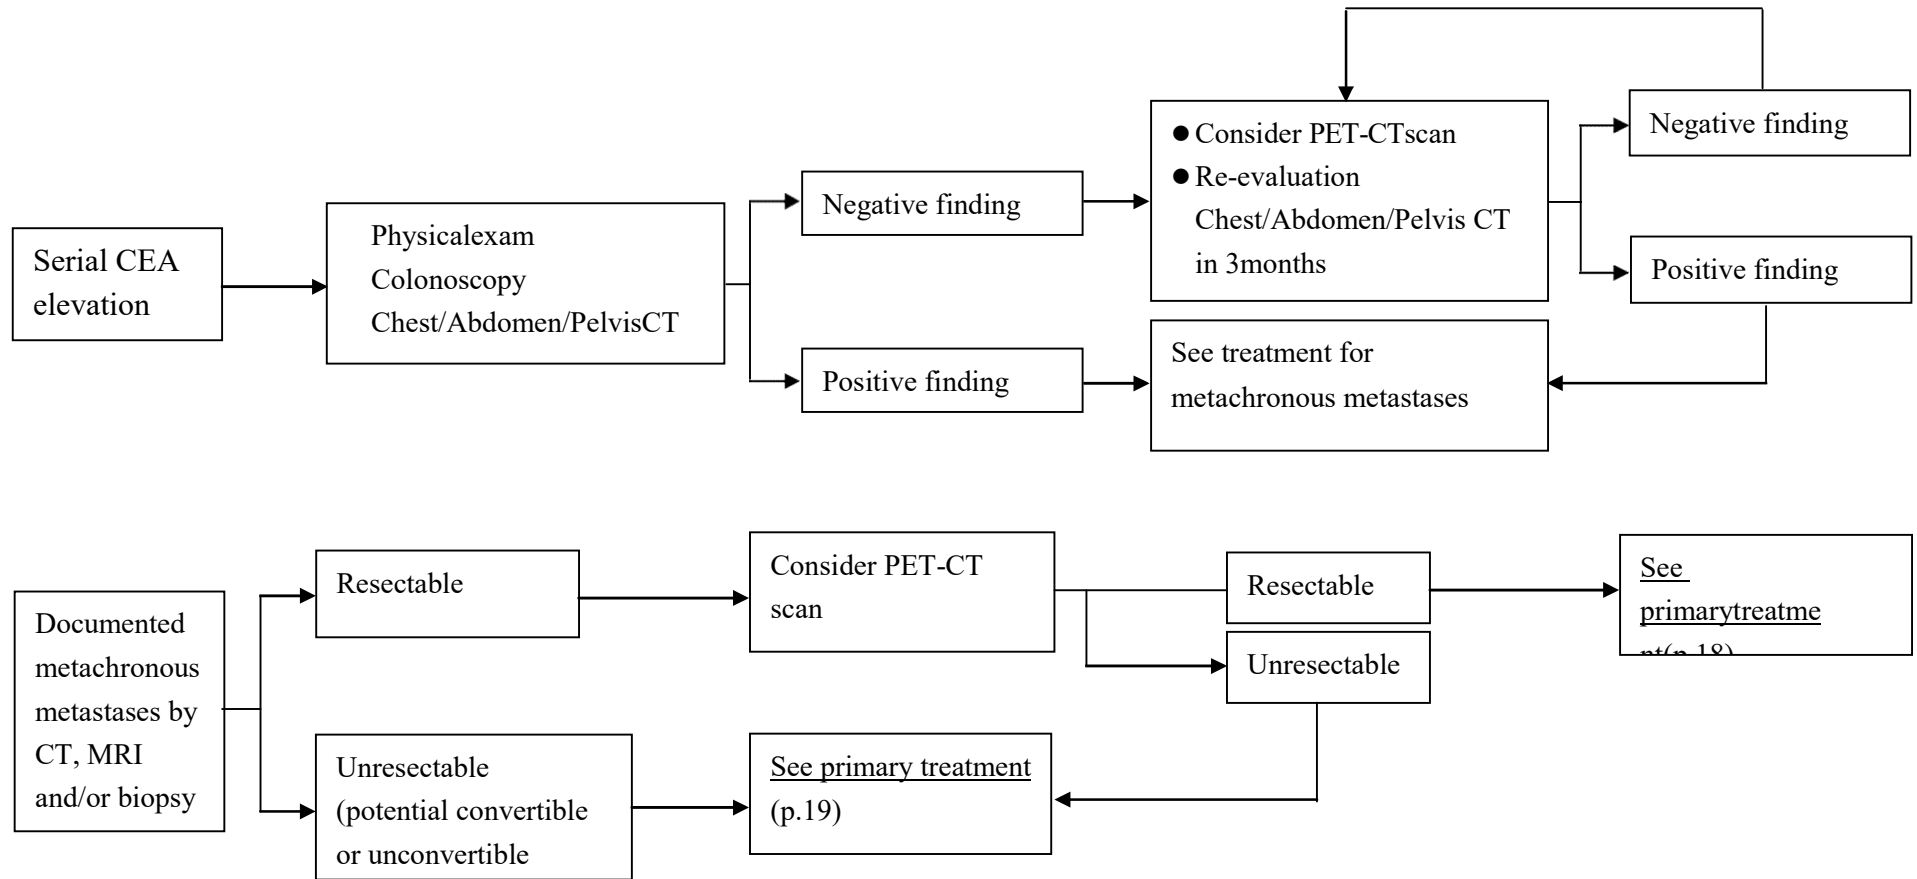 Serial CEA
elevation
Physicalexam
Colonoscopy
Chest/Abdomen/PelvisCT
Negative finding
Positive finding
● Consider PET-CTscan
● Re-evaluation
Chest/Abdomen/Pelvis CT
in 3months
See treatment for
metachronous metastases
Negative finding
Positive finding
Documented
metachronous
metastases by
CT, MRI
and/or biopsy
Resectable
Unresectable
(potential convertible
or unconvertible
Consider PET-CT
scan
See primary treatment
(p.19)
Resectable
Unresectable
See
primarytreatme
nt(p.18)